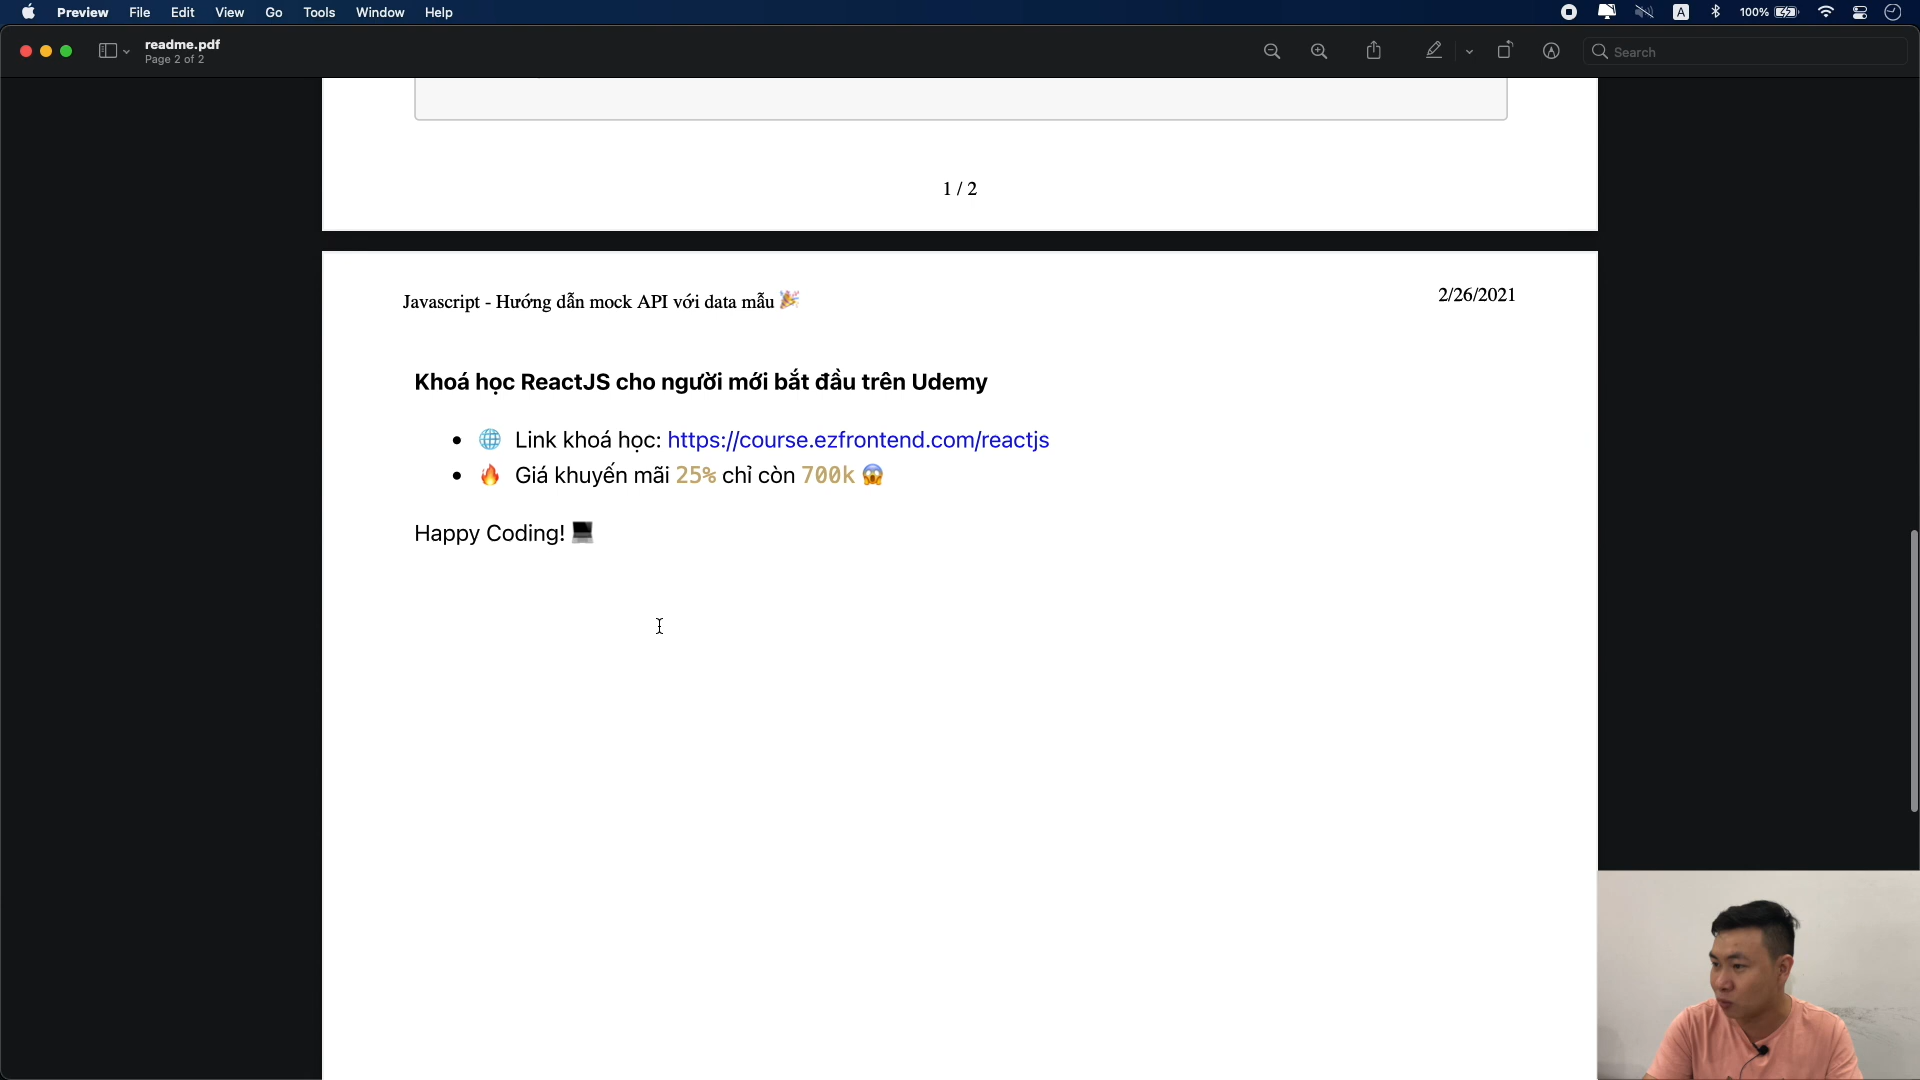 Preview File Edit View Go Tools Window Help
A 100%
readme.pdf
Page 2 of 2
Search
1 / 2
Javascript - Hướng dẫn mock API với data mẫu 🎉
2/26/2021
Khoá học ReactJS cho người mới bắt đầu trên Udemy
• 🌐 Link khoá học: https://course.ezfrontend.com/reactjs
• 🔥 Giá khuyến mãi 25% chỉ còn 700k 😱
Happy Coding! 💻